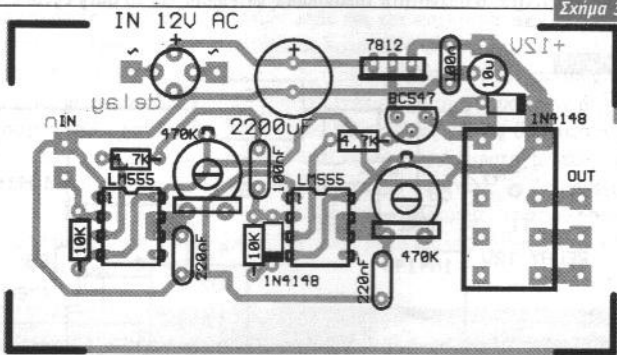 Σχήμα 3
IN 12V AC
+
~
~
+
2200uF
7812
100n
+12V
10u
BC547
1N4148
delay
IN
4.7K
470K
100nF
4.7K
LM555
LM555
OUT
10K
220nF
10K
1N4148
220nF
470K